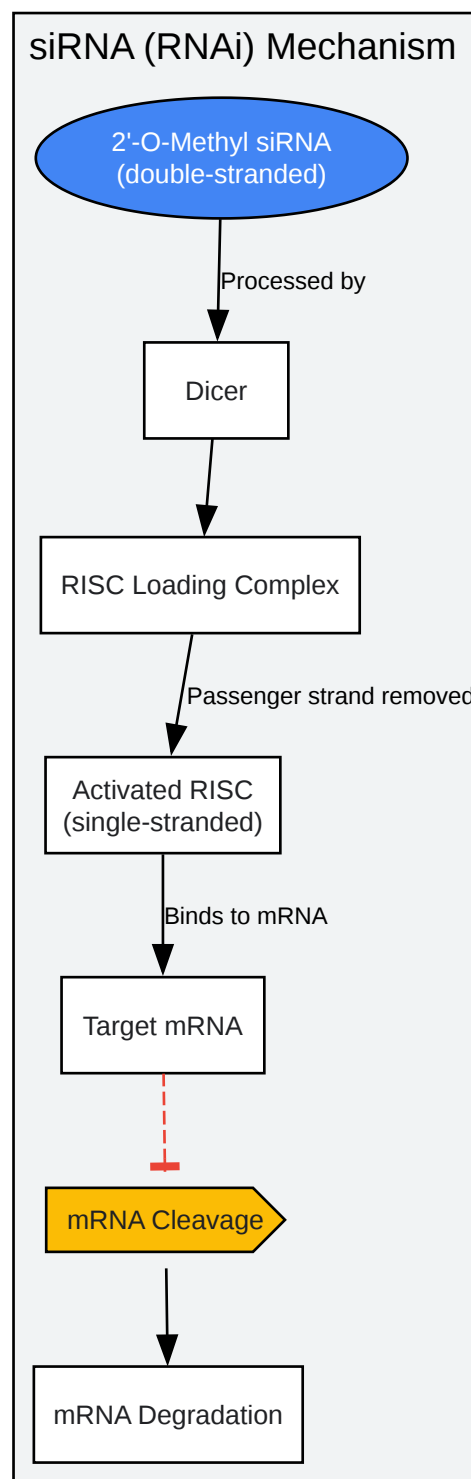 siRNA (RNAi) Mechanism
2'-O-Methyl siRNA
(double-stranded)
Processed by
Dicer
RISC Loading Complex
Passenger strand removed
Activated RISC
(single-stranded)
Binds to mRNA
Target mRNA
mRNA Cleavage
mRNA Degradation